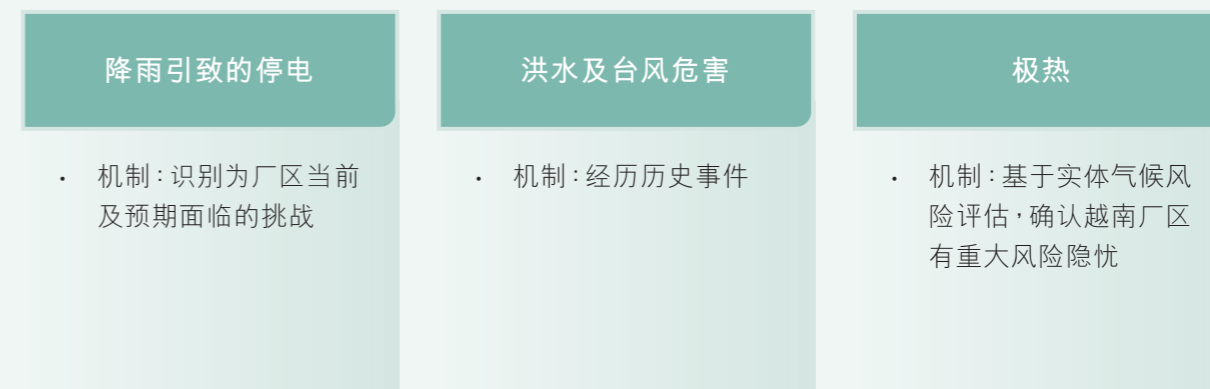 降雨引致的停电
• 机制：识别为厂区当前
及预期面临的挑战
洪水及台风危害
• 机制：经历历史事件
极热
• 机制：基于实体气候风
险评估，确认越南厂区
有重大风险隐忧